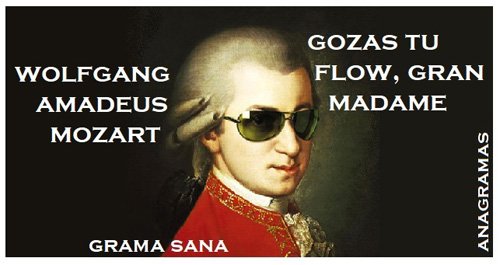 WOLFGANG
AMADEUS
MOZART
GOZAS TU
FLOW, GRAN
MADAME
GRAMA SANA
ANAGRAMAS